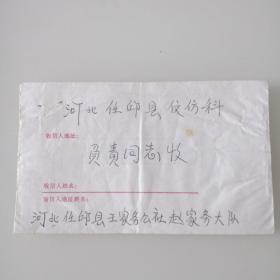 河北任邱县信访科
收信人地址:
负责同志收
收信人姓名:
寄信人地址姓名:
河北任邱县王家务公社赵家务大队